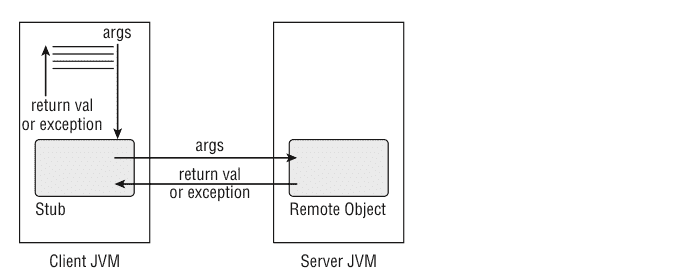 args
return val
or exception
args
return val
or exception
Stub
Remote Object
Client JVM
Server JVM